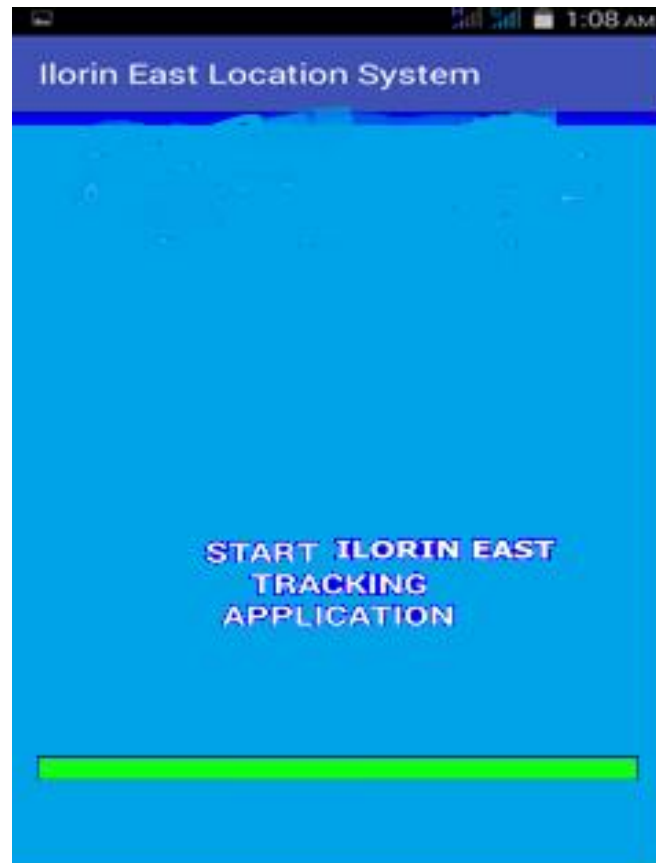 1:08 AM
Ilorin East Location System
START ILORIN EAST
TRACKING
APPLICATION